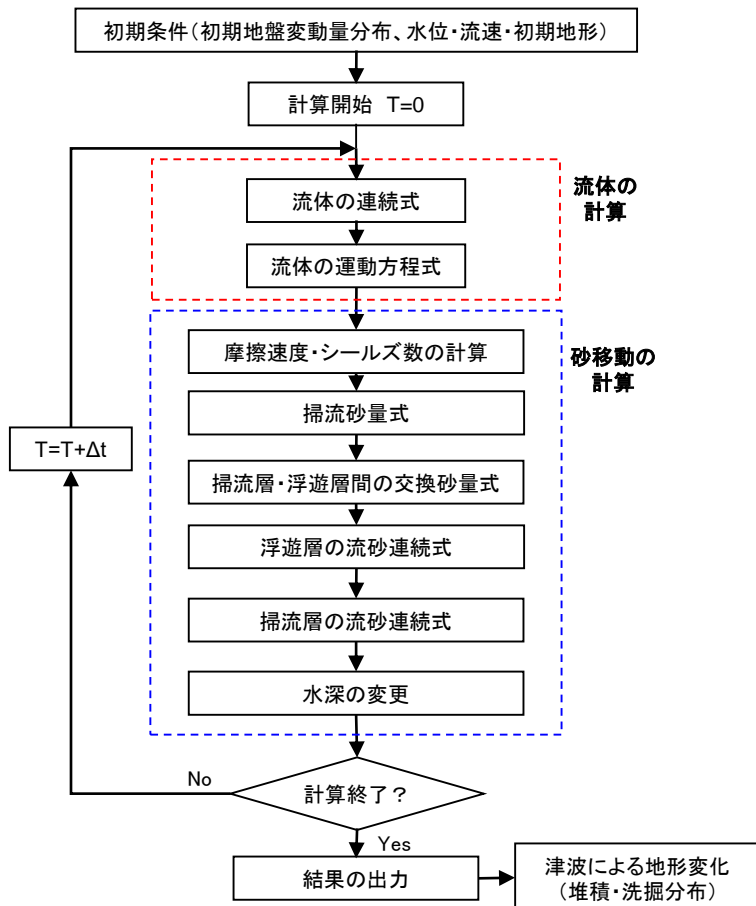 初期条件(初期地盤変動量分布、水位・流速・初期地形)
計算開始 T=0
流体の
計算
流体の連続式
流体の運動方程式
砂移動の
計算
摩擦速度・シールズ数の計算
掃流砂量式
T=T+Δt
掃流層・浮遊層間の交換砂量式
浮遊層の流砂連続式
掃流層の流砂連続式
水深の変更
No
計算終了？
Yes
結果の出力
津波による地形変化
(堆積・洗掘分布)